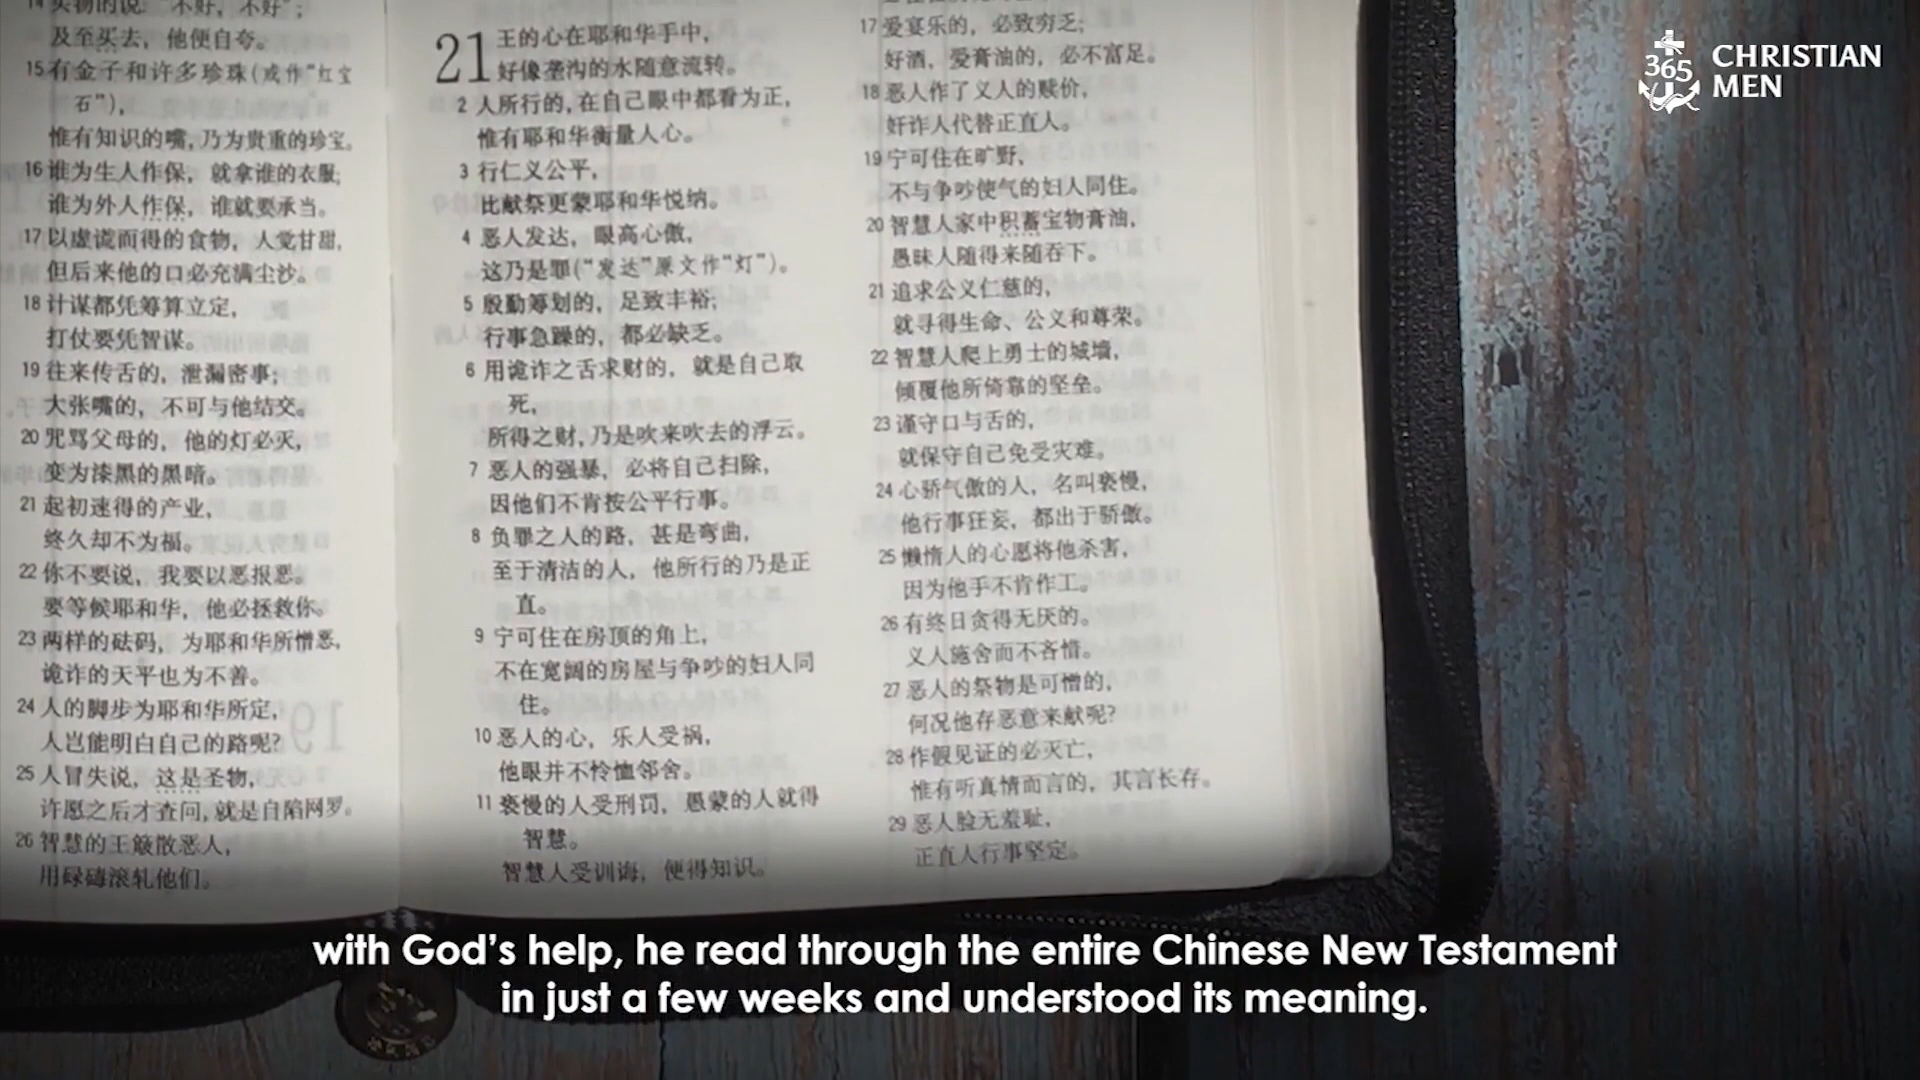 14 买物的说："不好，不好"；
及至买去，他便自夸。
15 有金子和许多珍珠(或作"红宝
石")，
惟有知识的嘴，乃为贵重的珍宝。
16 谁为生人作保，就拿谁的衣服；
谁为外人作保，谁就要承当。
17 以虚谎而得的食物，人觉甘甜，
但后来他的口必充满尘沙。
18 计谋都凭筹算立定，
打仗要凭智谋。
19 往来传舌的，泄漏密事；
大张嘴的，不可与他结交。
20 咒骂父母的，他的灯必灭，
变为漆黑的黑暗。
21 起初速得的产业，
终久却不为福。
22 你不要说，我要以恶报恶。
要等候耶和华，他必拯救你。
23 两样的砝码，为耶和华所憎恶，
诡诈的天平也为不善。
24 人的脚步为耶和华所定，
人岂能明白自己的路呢?
25 人冒失说，这是圣物，
许愿之后才查问，就是自陷网罗。
26 智慧的王簸散恶人，
用碌碡滚轧他们。
21 王的心在耶和华手中，
好像垄沟的水随意流转。
2 人所行的，在自己眼中都看为正，
惟有耶和华衡量人心。
3 行仁义公平，
比献祭更蒙耶和华悦纳。
4 恶人发达，眼高心傲，
这乃是罪("发达"原文作"灯")。
5 殷勤筹划的，足致丰裕；
行事急躁的，都必缺乏。
6 用诡诈之舌求财的，就是自己取
死，
所得之财，乃是吹来吹去的浮云。
7 恶人的强暴，必将自己扫除，
因他们不肯按公平行事。
8 负罪之人的路，甚是弯曲，
至于清洁的人，他所行的乃是正
直。
9 宁可住在房顶的角上，
不在宽阔的房屋与争吵的妇人同
住。
10 恶人的心，乐人受祸，
他眼并不怜恤邻舍。
11 亵慢的人受刑罚，愚蒙的人就得
智慧。
智慧人受训诲，便得知识。
17 爱宴乐的，必致穷乏；
好酒，爱膏油的，必不富足。
18 恶人作了义人的赎价，
奸诈人代替正直人。
19 宁可住在旷野，
不与争吵使气的妇人同住。
20 智慧人家中积蓄宝物膏油，
愚昧人随得来随吞下。
21 追求公义仁慈的，
就寻得生命、公义和尊荣。
22 智慧人爬上勇士的城墙，
倾覆他所倚靠的坚垒。
23 谨守口与舌的，
就保守自己免受灾难。
24 心骄气傲的人，名叫亵慢，
他行事狂妄，都出于骄傲。
25 懒惰人的心愿将他杀害，
因为他手不肯作工。
26 有终日贪得无厌的。
义人施舍而不吝惜。
27 恶人的祭物是可憎的，
何况他存恶意来献呢?
28 作假见证的必灭亡，
惟有听真情而言的，其言长存。
29 恶人脸无羞耻，
正直人行事坚定。
365
CHRISTIAN
MEN
with God's help, he read through the entire Chinese New Testament
in just a few weeks and understood its meaning.